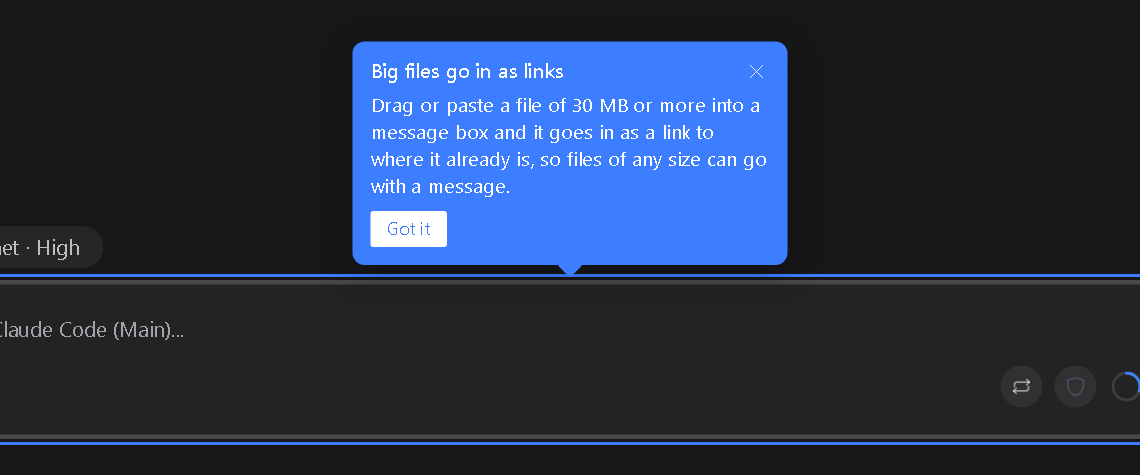 Big files go in as links
Drag or paste a file of 30 MB or more into a
message box and it goes in as a link to
where it already is, so files of any size can go
with a message.
Got it
· High
Claude Code (Main)...